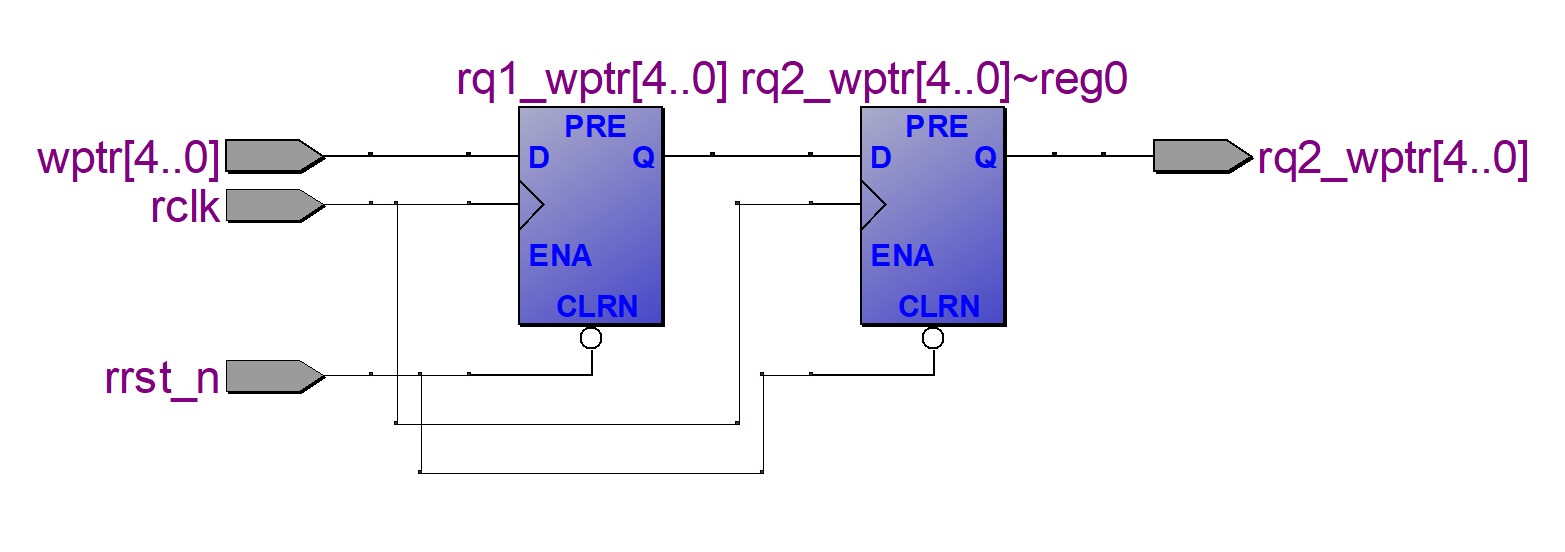 rq1_wptr[4..0] rq2_wptr[4..0]~reg0
PRE PRE
wptr[4..0] D Q D Q rq2_wptr[4..0]
rclk
ENA ENA
CLRN CLRN
rrst_n